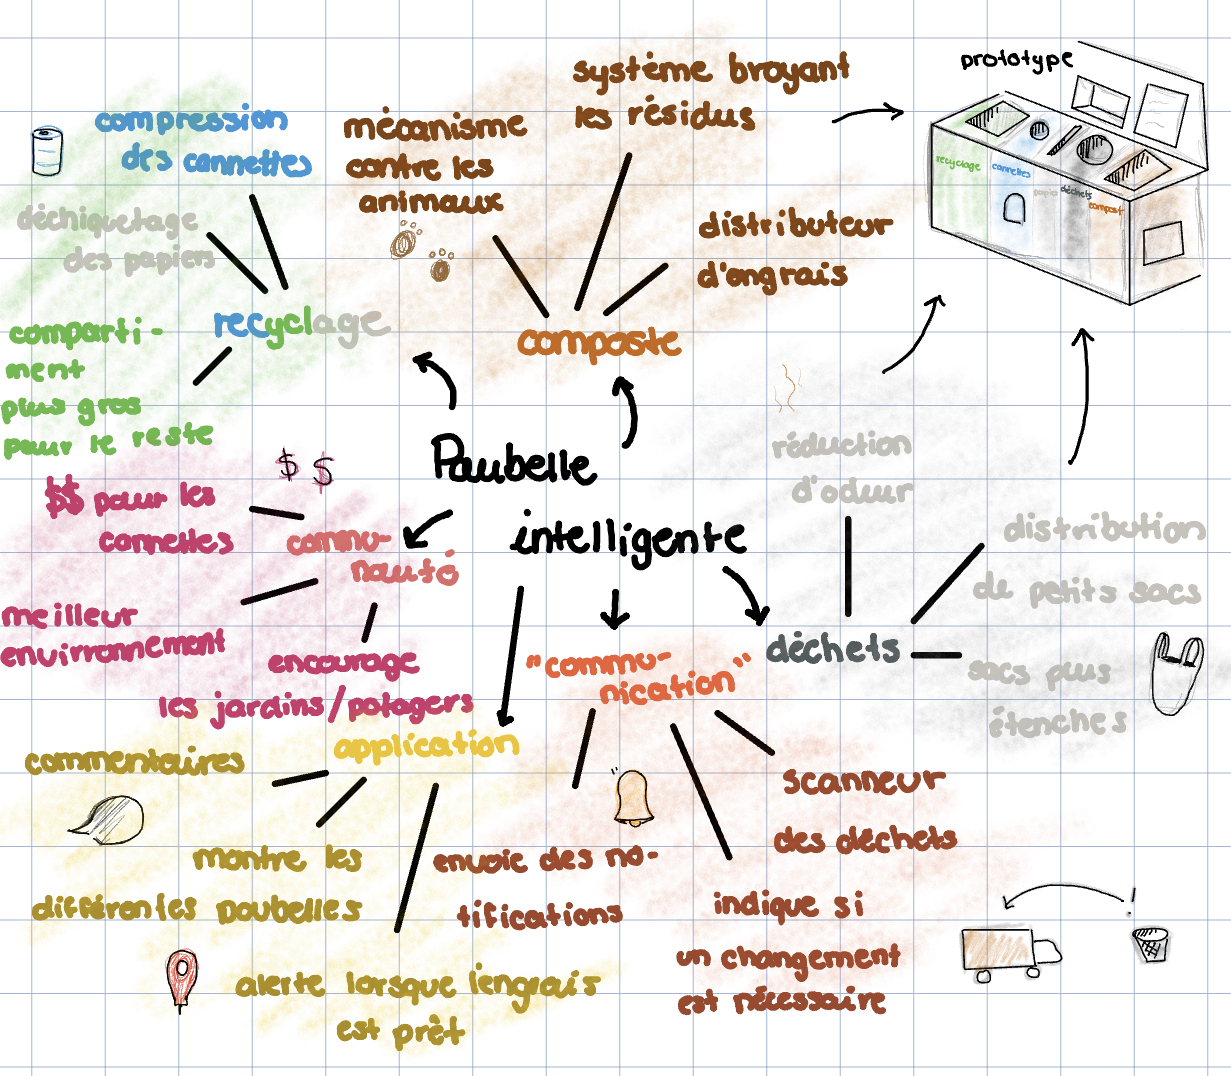 système broyant
les résidus
prototype
recyclage
cannettes
papier
déchets
compost
compression
des cannettes
mécanisme
contre les
animaux
déchiquetage
des papiers
distributeur
d'engrais
comparti-
ment
plus gros
pour le reste
recyclage
composte
Poubelle
intelligente
réduction
d'odeur
$ $
$$ pour les
cannettes
commu-
nauté
meilleur
envirronnement
encourage
les jardins/potagers
distribution
de petits sacs
déchets
sacs plus
étenches
"commu-
nication"
application
commentaires
montre les
différentes poubelles
alerte lorsque l'engrais
est prêt
envoie des no-
tifications
scanneur
des déchets
indique si
un changement
est nécessaire
!